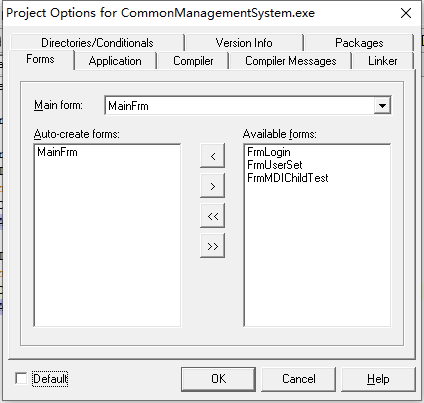 Project Options for CommonManagementSystem.exe
Directories/Conditionals Version Info Packages
Forms Application Compiler Compiler Messages Linker
Main form: MainFrm
Auto-create forms: Available forms:
MainFrm FrmLogin
FrmUserSet
FrmMDIChildTest
<
>
<<
>>
Default OK Cancel Help